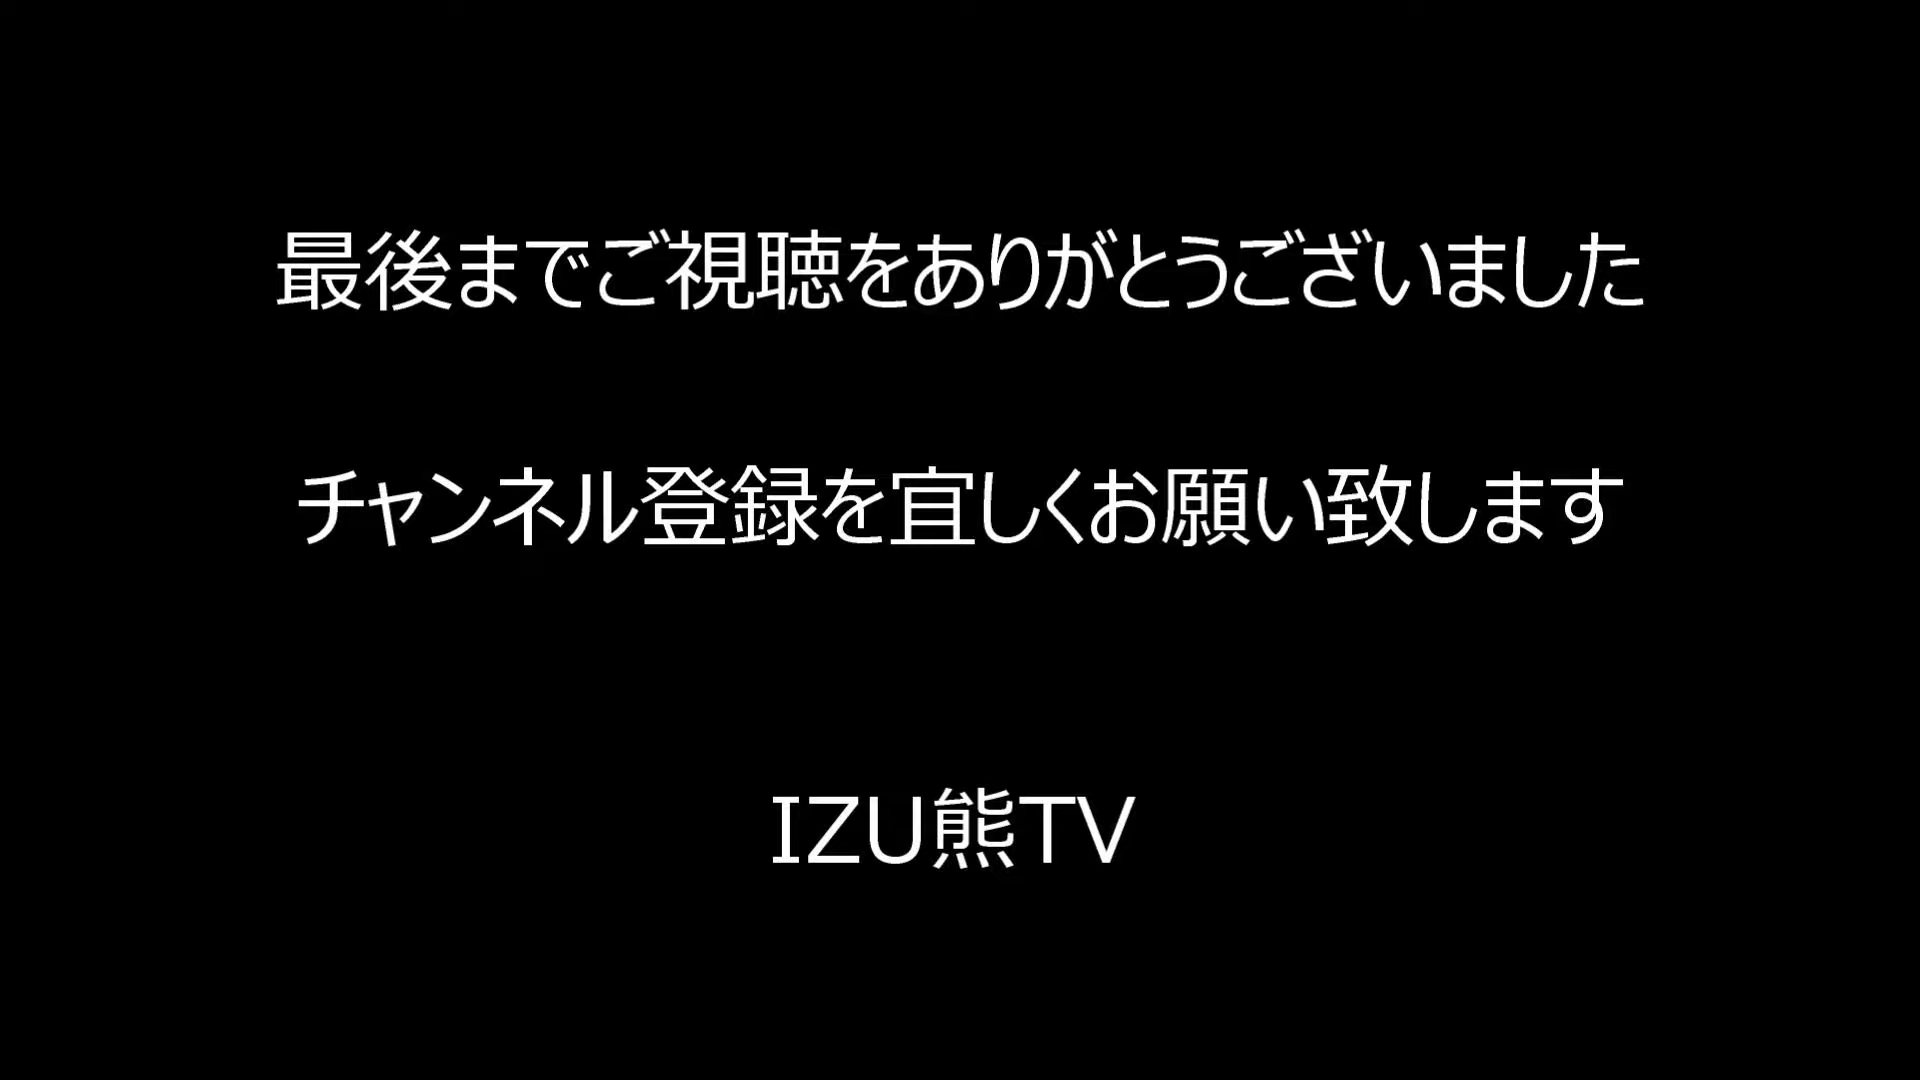 最後までご視聴をありがとうございました
チャンネル登録を宜しくお願い致します
IZU熊TV